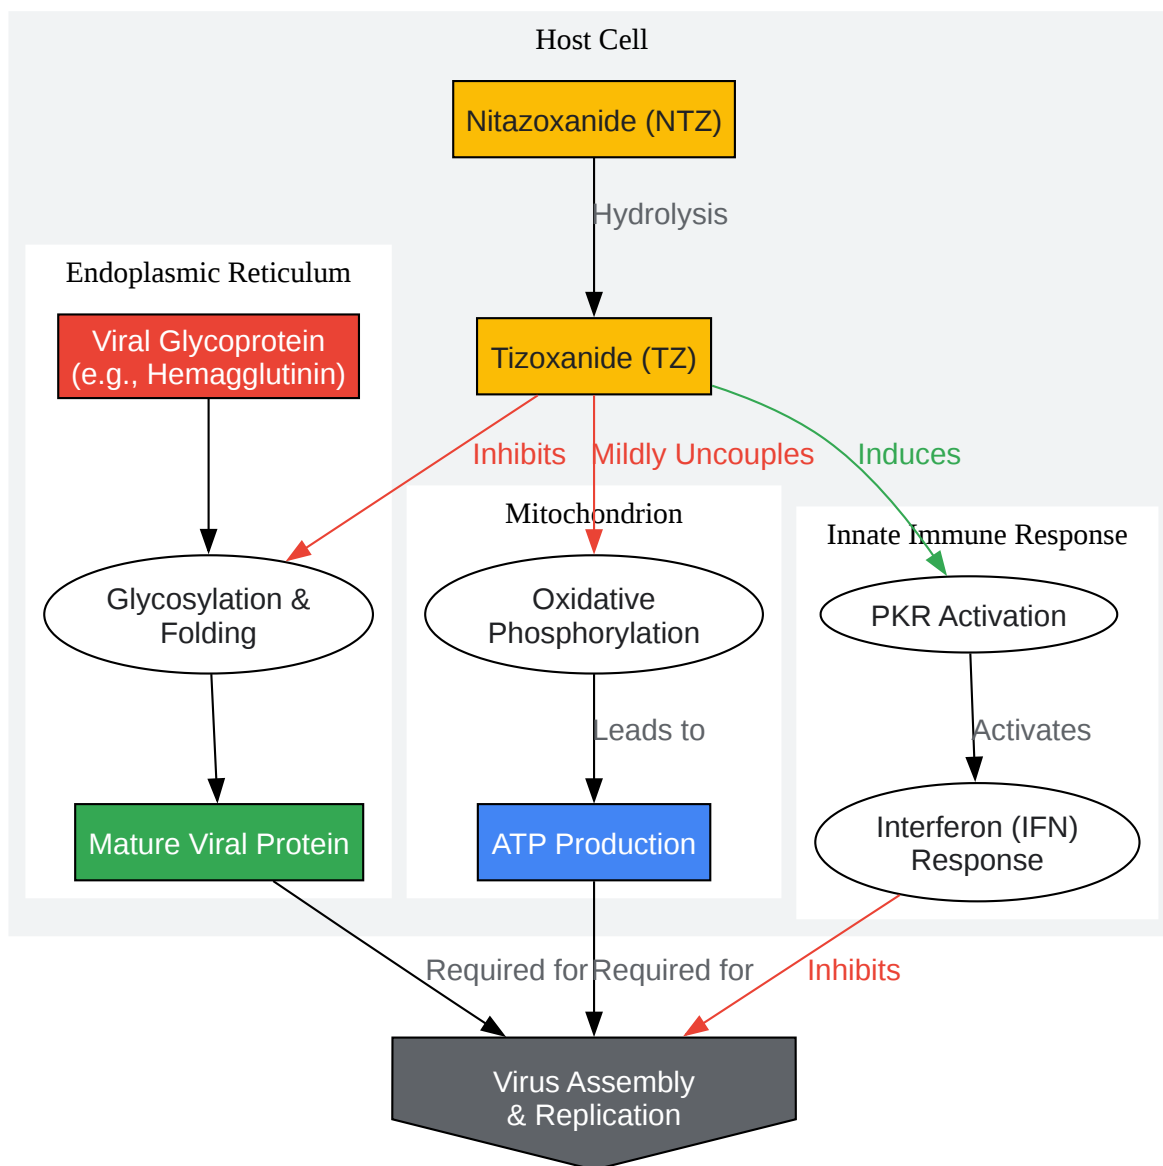 Host Cell
Nitazoxanide (NTZ)
Hydrolysis
Endoplasmic Reticulum
Viral Glycoprotein
(e.g., Hemagglutinin)
Tizoxanide (TZ)
Inhibits
Mildly Uncouples
Induces
Mitochondrion
Innate Immune Response
Glycosylation &
Folding
Oxidative
Phosphorylation
PKR Activation
Leads to
Activates
Mature Viral Protein
ATP Production
Interferon (IFN)
Response
Required for
Required for
Inhibits
Virus Assembly
& Replication